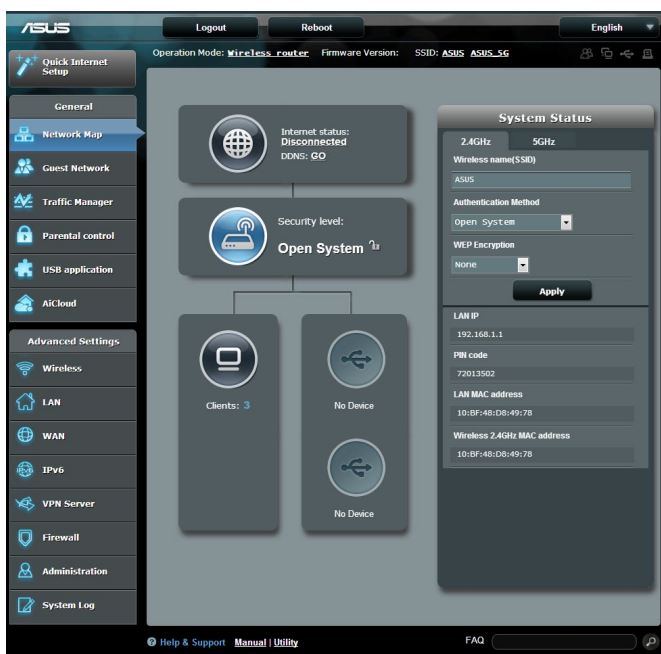 ASUS
Logout
Reboot
English
Operation Mode: Wireless router Firmware Version: SSID: ASUS ASUS_5G
Quick Internet
Setup
General
Network Map
Guest Network
Traffic Manager
Parental control
USB application
AiCloud
Advanced Settings
Wireless
LAN
WAN
IPv6
VPN Server
Firewall
Administration
System Log
Internet status:
Disconnected
DDNS: GO
Security level:
Open System
Clients: 3
No Device
No Device
System Status
2.4GHz 5GHz
Wireless name(SSID)
ASUS
Authentication Method
Open System
WEP Encryption
None
Apply
LAN IP
192.168.1.1
PIN code
72013502
LAN MAC address
10:BF:48:D8:49:78
Wireless 2.4GHz MAC address
10:BF:48:D8:49:78
Help & Support Manual | Utility
FAQ